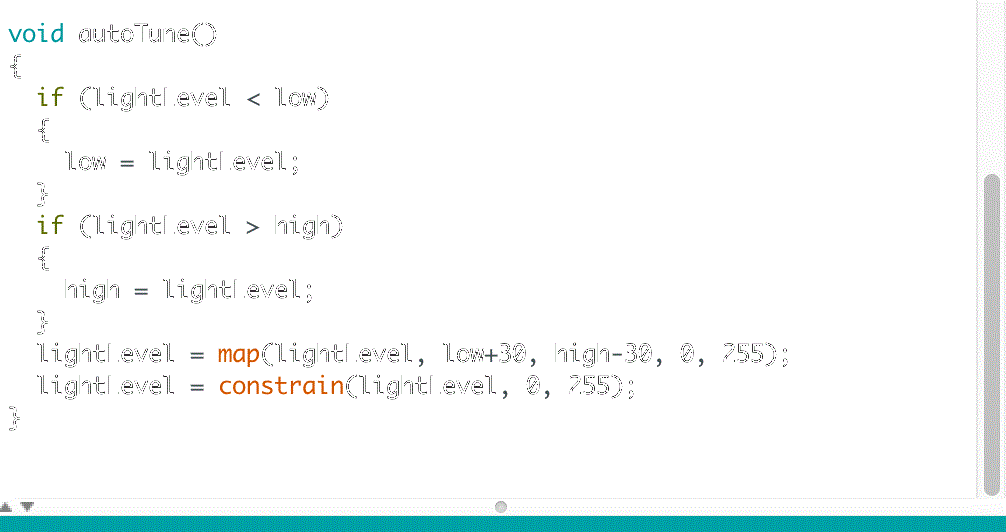 void autoTune()
{
  if (lightLevel < low)
  {
    low = lightLevel;
  }
  if (lightLevel > high)
  {
    high = lightLevel;
  }
  lightLevel = map(lightLevel, low+30, high-30, 0, 255);
  lightLevel = constrain(lightLevel, 0, 255);
}